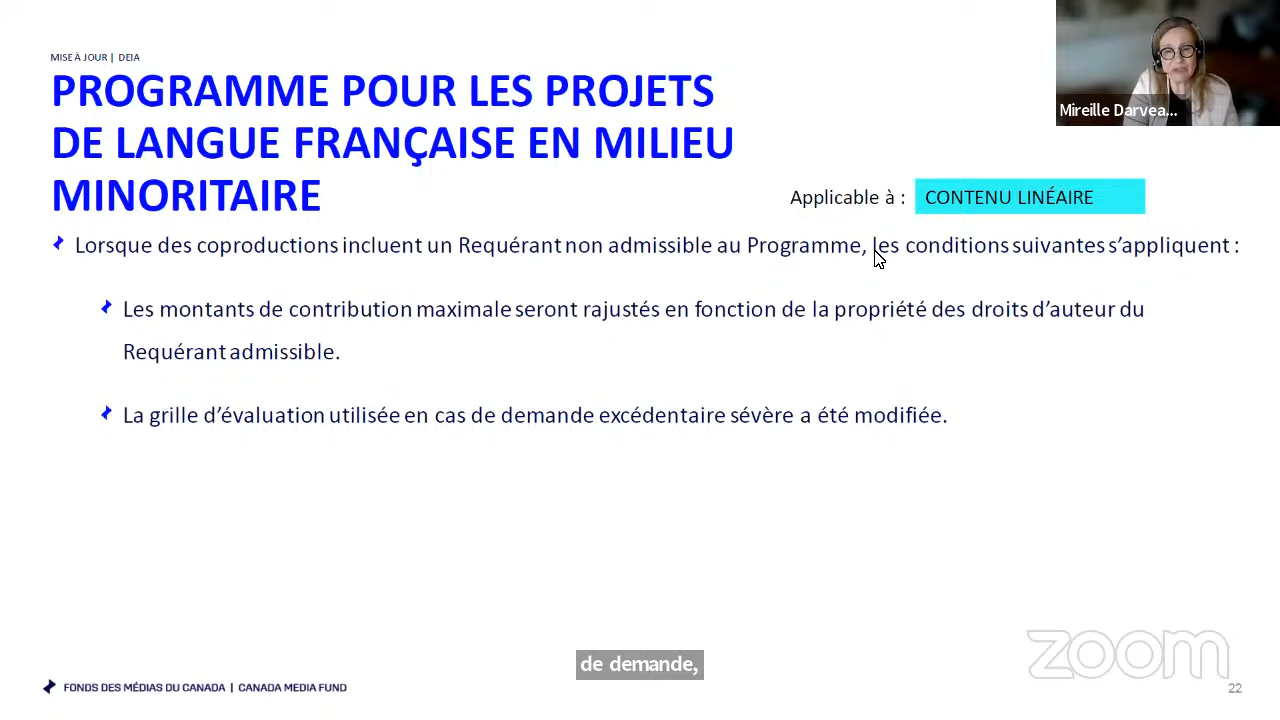 MISE À JOUR | DEIA
PROGRAMME POUR LES PROJETS
DE LANGUE FRANÇAISE EN MILIEU
MINORITAIRE
Mireille Darvea...
Applicable à :
CONTENU LINÉAIRE
Lorsque des coproductions incluent un Requérant non admissible au Programme, les conditions suivantes s’appliquent :
Les montants de contribution maximale seront rajustés en fonction de la propriété des droits d’auteur du
Requérant admissible.
La grille d’évaluation utilisée en cas de demande excédentaire sévère a été modifiée.
de demande,
zoom
FONDS DES MÉDIAS DU CANADA | CANADA MEDIA FUND
22